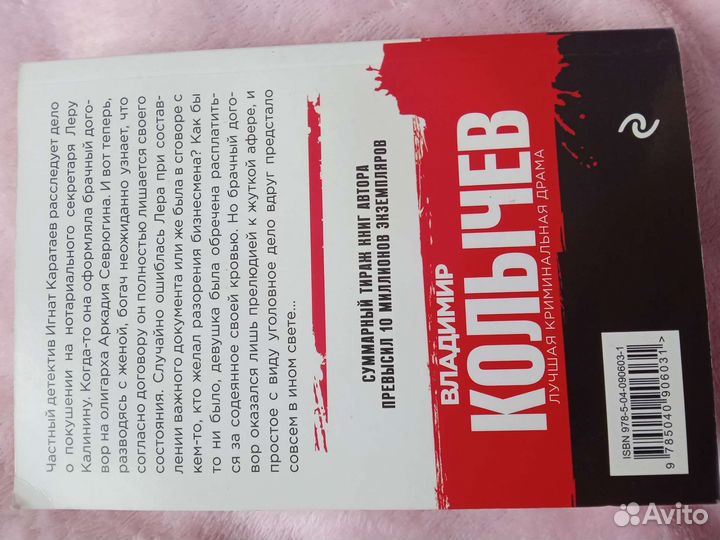 Частный детектив Игнат Каратаев расследует дело
о покушении на нотариального секретаря Леру
Калинину. Когда-то она оформляла брачный дого-
вор на олигарха Аркадия Севрюгина. И вот теперь,
разводясь с женой, богач неожиданно узнает, что
согласно договору он полностью лишается своего
состояния. Случайно ошиблась Лера при состав-
лении важного документа или же была в сговоре с
кем-то, кто желал разорения бизнесмена? Как бы
то ни было, девушка была обречена расплатить-
ся за содеянное своей кровью. Но брачный дого-
вор оказался лишь прелюдией к жуткой афере, и
простое с виду уголовное дело вдруг предстало
совсем в ином свете...
СУММАРНЫЙ ТИРАЖ КНИГ АВТОРА
ПРЕВЫСИЛ 10 МИЛЛИОНОВ ЭКЗЕМПЛЯРОВ
ВЛАДИМИР
КОЛЫЧЕВ
ЛУЧШАЯ КРИМИНАЛЬНАЯ ДРАМА
ISBN 978-5-04-090603-1
9 785040 906031 >
Avito